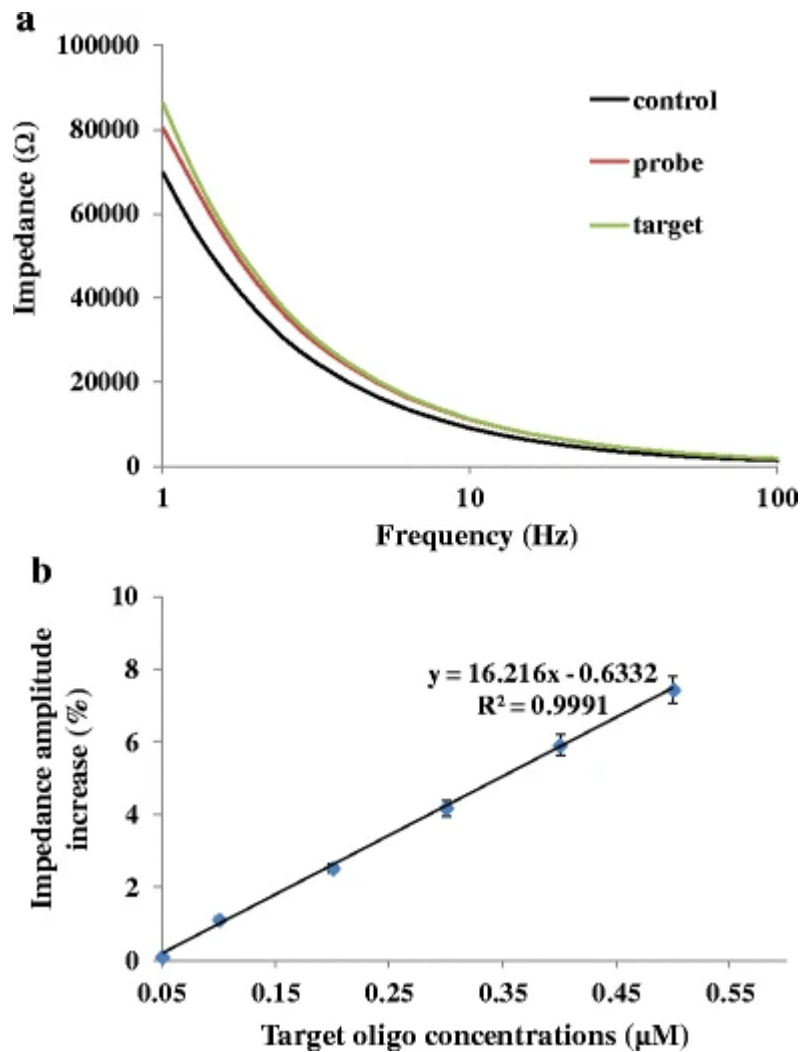 a
100000
80000
60000
40000
20000
0
Impedance (Ω)
control
probe
target
1
10
100
Frequency (Hz)
b
10
8
6
4
2
0
Impedance amplitude
increase (%)
y = 16.216x - 0.6332
R² = 0.9991
0.05
0.15
0.25
0.35
0.45
0.55
Target oligo concentrations (µM)